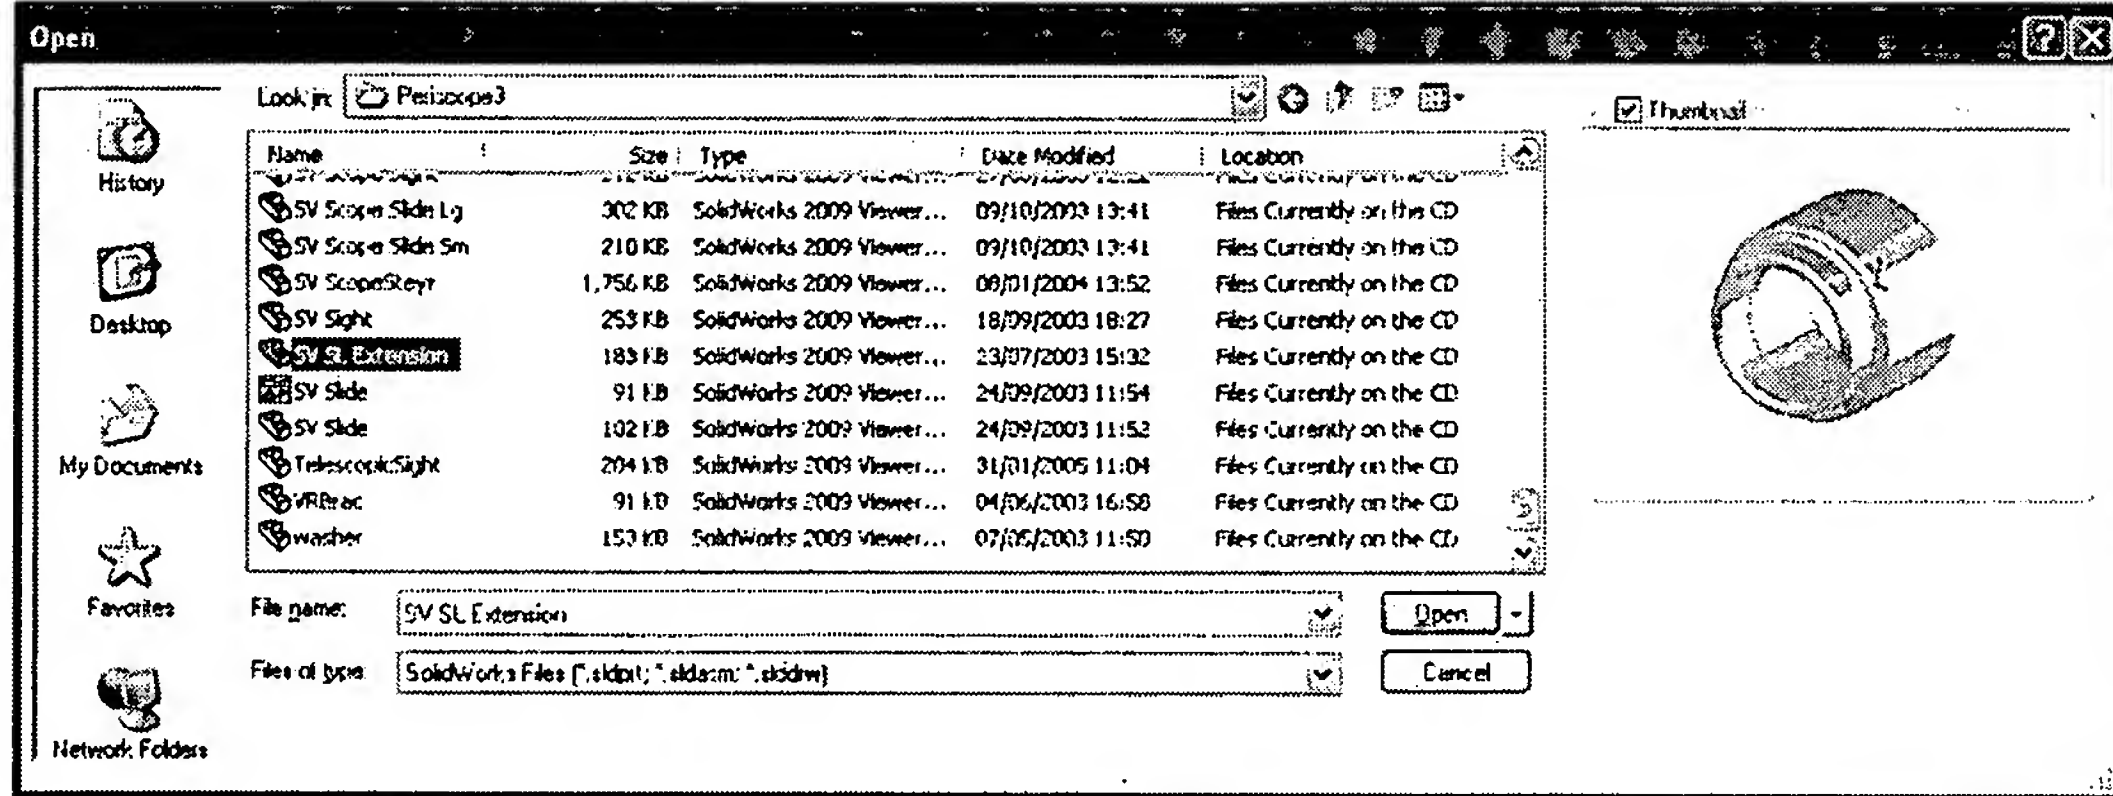 Open
Look in: Periscope3
Thumbnail
Name Size Type Date Modified Location
SV Scope Slide Lg 302 KB SolidWorks 2009 Viewer... 09/10/2003 13:41 Files Currently on the CD
SV Scope Slide Sm 210 KB SolidWorks 2009 Viewer... 09/10/2003 13:41 Files Currently on the CD
SV ScopeSteyr 1,756 KB SolidWorks 2009 Viewer... 08/01/2004 13:52 Files Currently on the CD
SV Sight 253 KB SolidWorks 2009 Viewer... 18/09/2003 18:27 Files Currently on the CD
SV SL Extension 183 KB SolidWorks 2009 Viewer... 23/07/2003 15:32 Files Currently on the CD
SV Slide 91 KB SolidWorks 2009 Viewer... 24/09/2003 11:54 Files Currently on the CD
SV Slide 102 KB SolidWorks 2009 Viewer... 24/09/2003 11:52 Files Currently on the CD
TelescopicSight 204 KB SolidWorks 2009 Viewer... 31/01/2005 11:04 Files Currently on the CD
VRBrac 91 KB SolidWorks 2009 Viewer... 04/06/2003 16:58 Files Currently on the CD
washer 153 KB SolidWorks 2009 Viewer... 07/05/2003 11:50 Files Currently on the CD
History
Desktop
My Documents
Favorites
Network Folders
File name: SV SL Extension Open
Files of type: SolidWorks Files (*.sldprt; *.sldasm; *.slddrw) Cancel